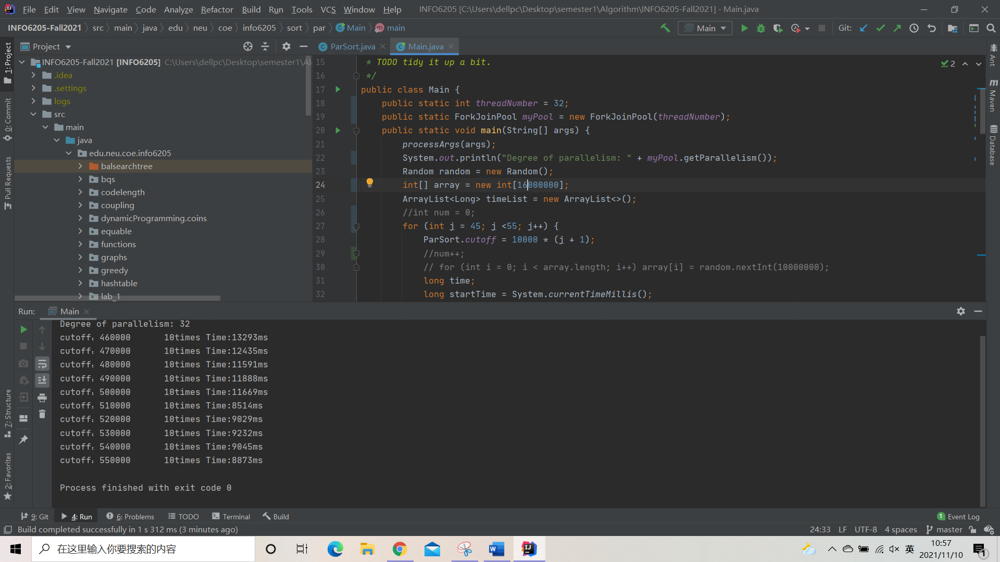 File Edit View Navigate Code Analyze Refactor Build Run Tools VCS Window Help INFO6205 [C:\Users\dellpc\Desktop\semester1\Algorithm\INFO6205-Fall2021] - Main.java
INFO6205-Fall2021 src main java edu neu coe info6205 sort par Main main
Main Git:
Project
ParSort.java Main.java
INFO6205-Fall2021 [INFO6205] C:\Users\dellpc\Desktop\semester1\Al
.idea
.settings
logs
src
main
java
edu.neu.coe.info6205
balsearchtree
bqs
codelength
coupling
dynamicProgramming.coins
equable
functions
graphs
greedy
hashtable
lab_1
15 * TODO tidy it up a bit.
16 */
17 public class Main {
18 public static int threadNumber = 32;
19 public static ForkJoinPool myPool = new ForkJoinPool(threadNumber);
20 public static void main(String[] args) {
21 processArgs(args);
22 System.out.println("Degree of parallelism: " + myPool.getParallelism());
23 Random random = new Random();
24 int[] array = new int[16000000];
25 ArrayList<Long> timeList = new ArrayList<>();
26 //int num = 0;
27 for (int j = 45; j <55; j++) {
28 ParSort.cutoff = 10000 * (j + 1);
29 //num++;
30 // for (int i = 0; i < array.length; i++) array[i] = random.nextInt(10000000);
31 long time;
32 long startTime = System.currentTimeMillis();
2
1: Project
0: Commit
Pull Requests
7: Structure
2: Favorites
Ant
Maven
Database
Run: Main
Degree of parallelism: 32
cutoff：460000 10times Time:13293ms
cutoff：470000 10times Time:12435ms
cutoff：480000 10times Time:11591ms
cutoff：490000 10times Time:11888ms
cutoff：500000 10times Time:11669ms
cutoff：510000 10times Time:8514ms
cutoff：520000 10times Time:9029ms
cutoff：530000 10times Time:9232ms
cutoff：540000 10times Time:9045ms
cutoff：550000 10times Time:8873ms
Process finished with exit code 0
9: Git 4: Run 6: Problems TODO Terminal Build 1 Event Log
Build completed successfully in 1 s 312 ms (3 minutes ago) 24:33 LF UTF-8 4 spaces master
在这里输入你要搜索的内容
英
10:57
2021/11/10
1